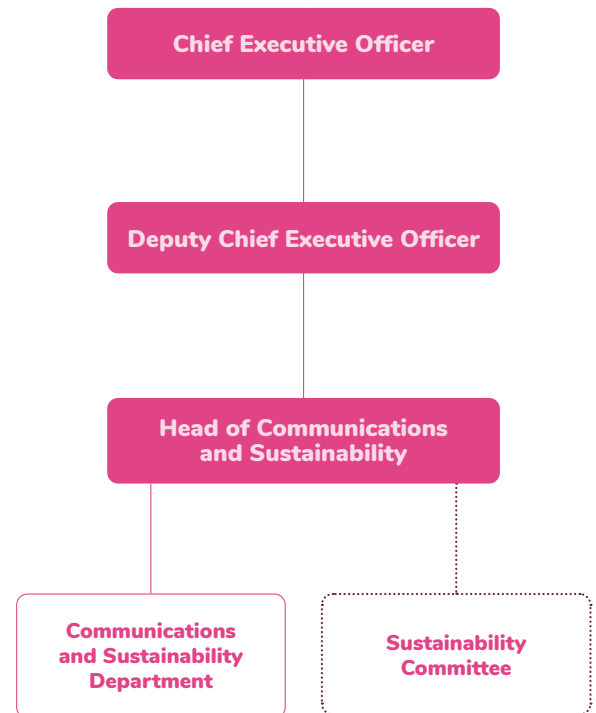 Chief Executive Officer
Deputy Chief Executive Officer
Head of Communications
and Sustainability
Communications
and Sustainability
Department
Sustainability
Committee